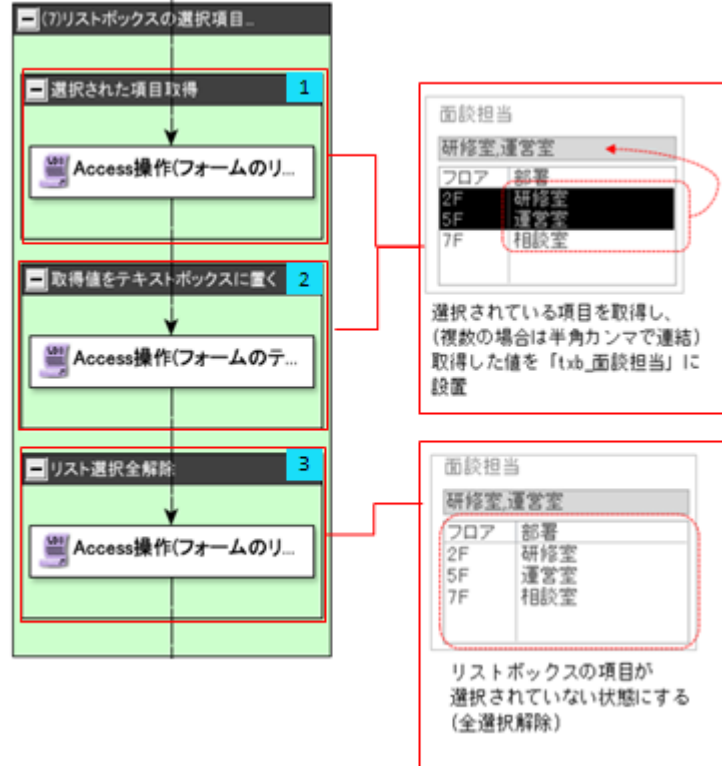 (7)リストボックスの選択項目…
選択された項目取得
1
Access操作(フォームのリ...
取得値をテキストボックスに置く
2
Access操作(フォームのテ...
リスト選択全解除
3
Access操作(フォームのリ...
面談担当
研修室,運営室
フロア 部署
2F 研修室
5F 運営室
7F 相談室
選択されている項目を取得し、
(複数の場合は半角カンマで連結)
取得した値を「txb_面談担当」に
設置
面談担当
研修室,運営室
フロア 部署
2F 研修室
5F 運営室
7F 相談室
リストボックスの項目が
選択されていない状態にする
(全選択解除)